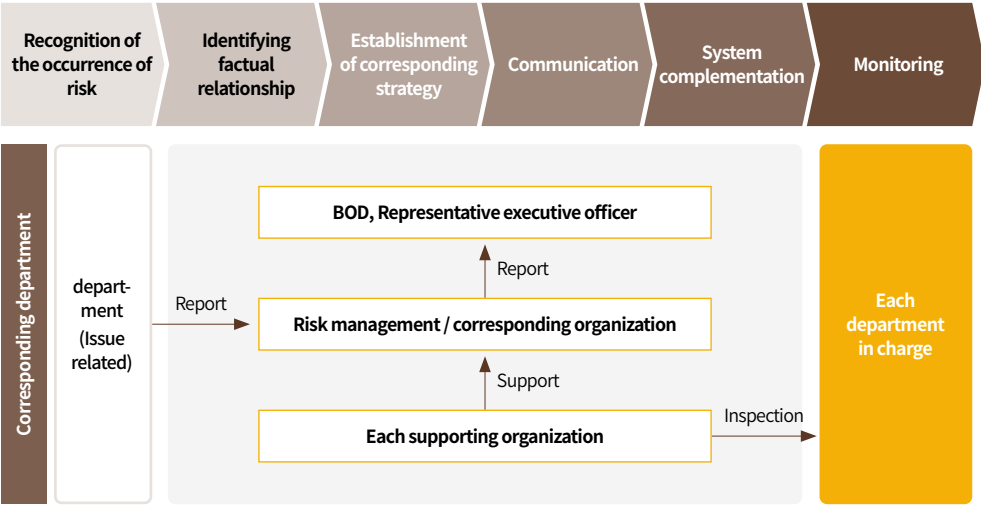 Recognition of
the occurrence of
risk
Identifying
factual
relationship
Establishment
of corresponding
strategy
Communication
System
complementation
Monitoring
Corresponding department
depart-
ment
(Issue
related)
Report
BOD, Representative executive officer
Report
Risk management / corresponding organization
Support
Each supporting organization
Inspection
Each
department
in charge